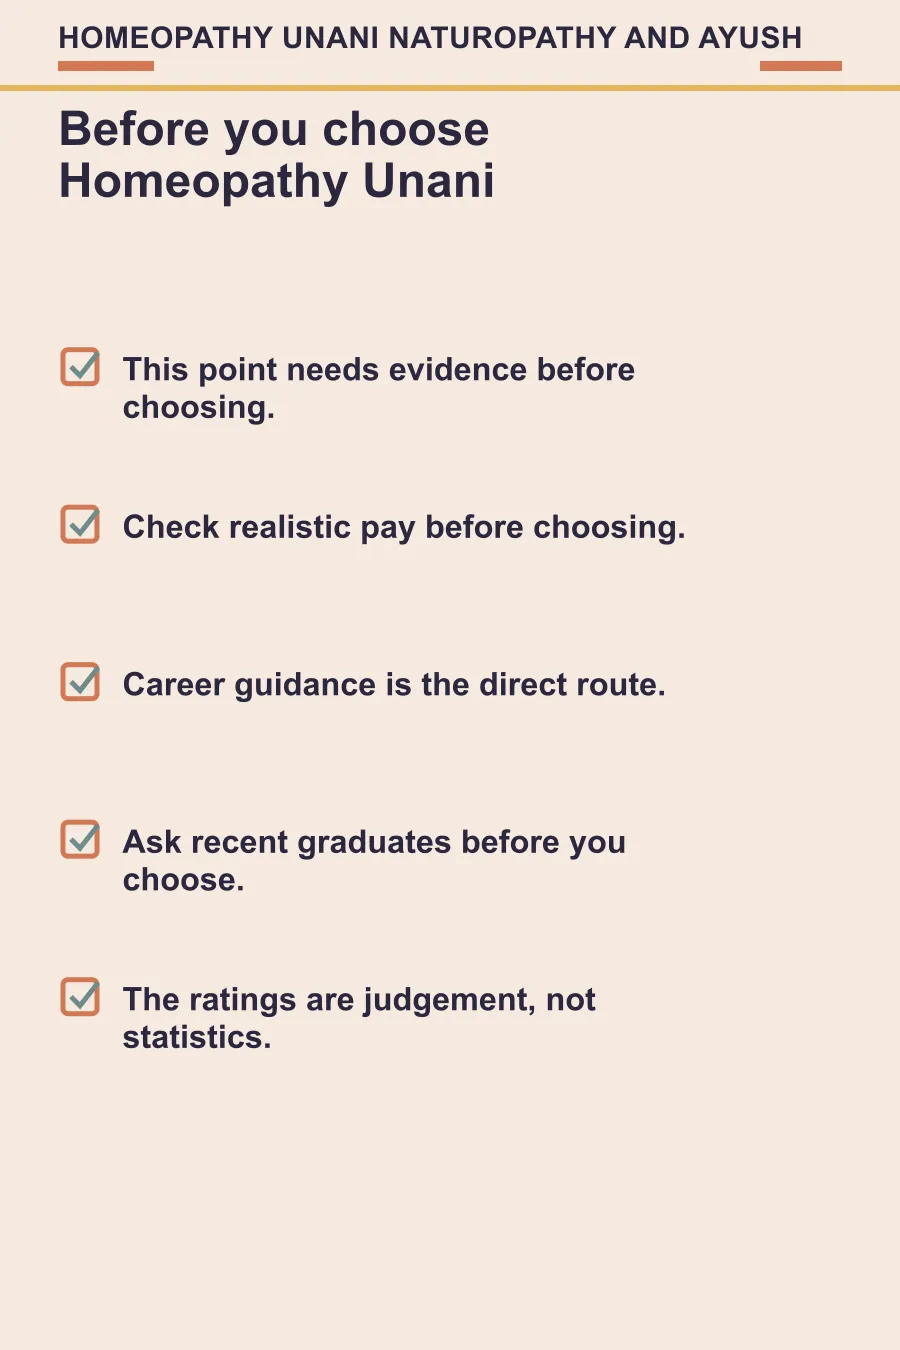 HOMEOPATHY UNANI NATUROPATHY AND AYUSH
Before you choose
Homeopathy Unani
This point needs evidence before
choosing.
Check realistic pay before choosing.
Career guidance is the direct route.
Ask recent graduates before you
choose.
The ratings are judgement, not
statistics.